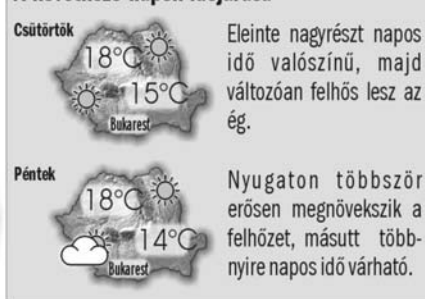 Csütörtök
18°C
15°C
Bukarest
Eleinte nagyrészt napos
idő valószínű, majd
változóan felhős lesz az
ég.
Péntek
18°C
14°C
Bukarest
Nyugaton többször
erősen megnövekszik a
felhőzet, másutt több-
nyire napos idő várható.